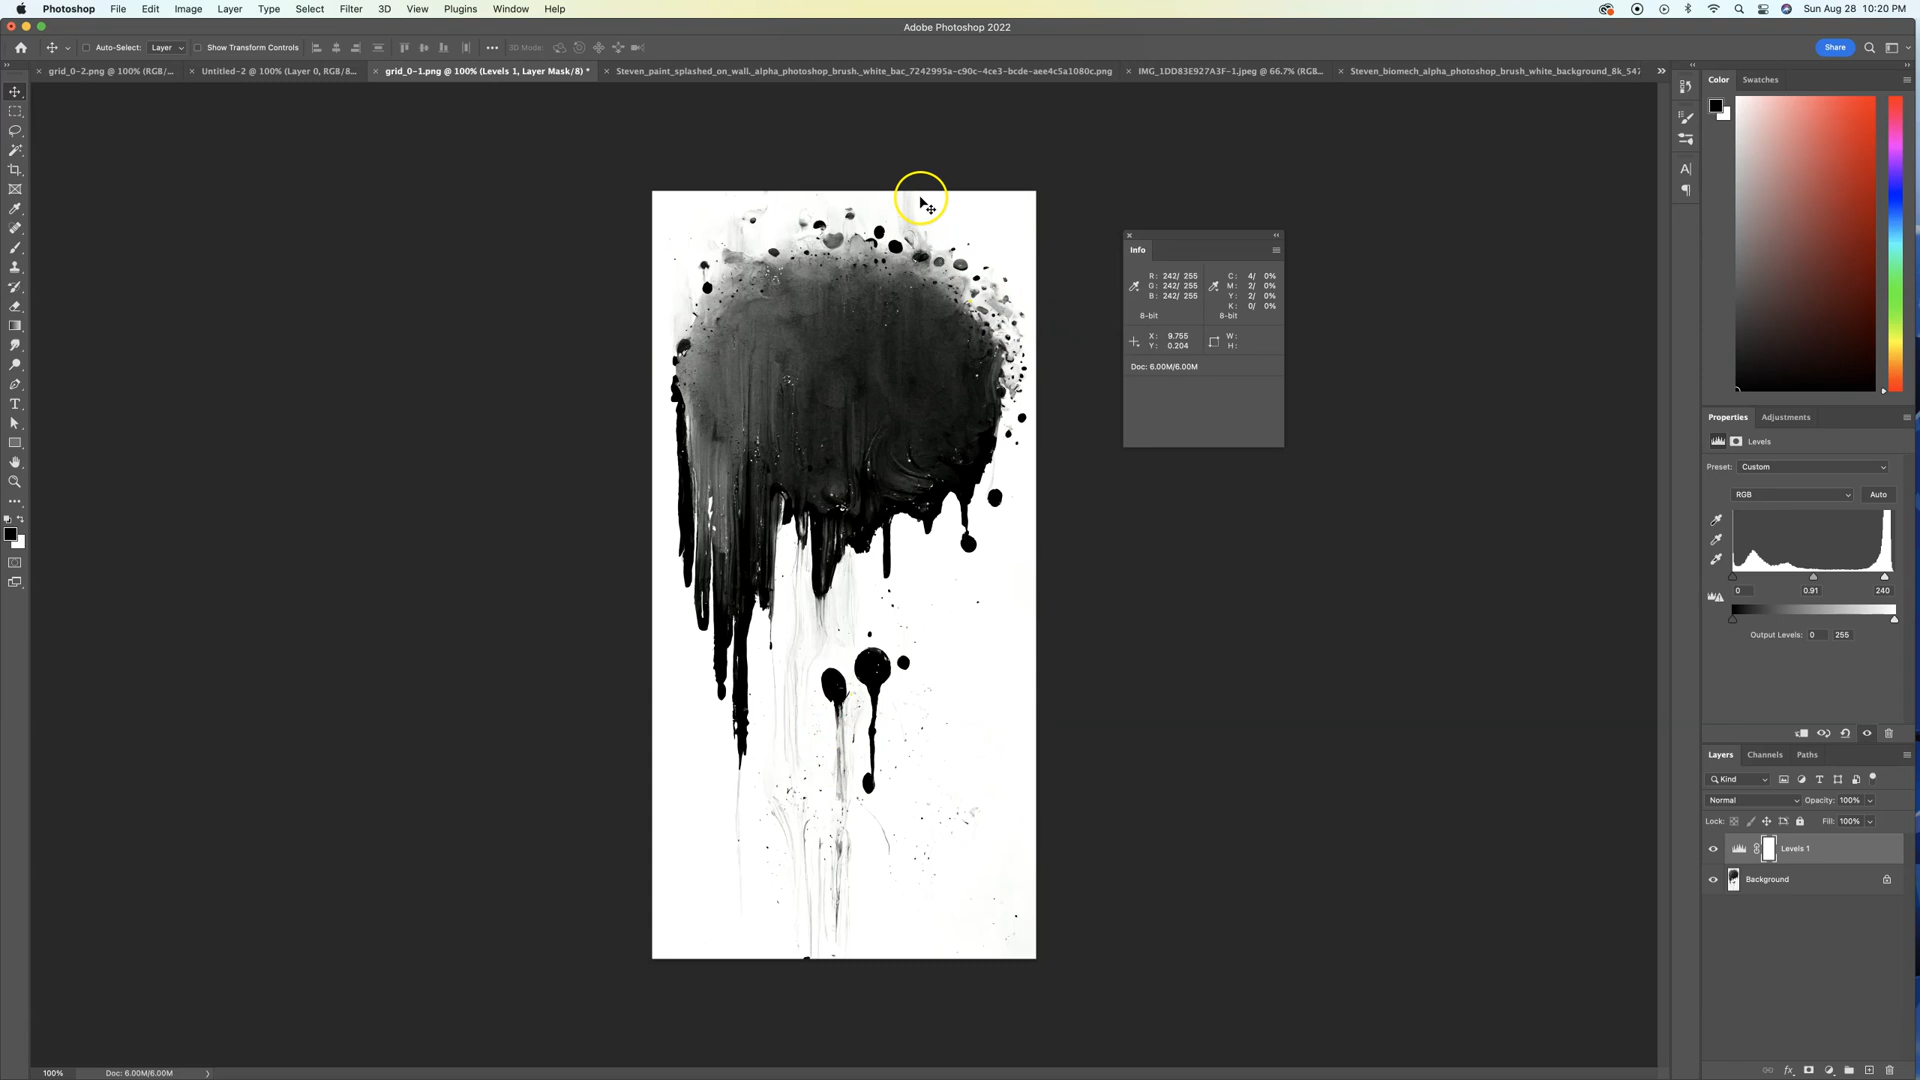 Photoshop File Edit Image Layer Type Select Filter 3D View Plugins Window Help Sun Aug 28 10:20 PM
Adobe Photoshop 2022
Auto-Select: Layer Show Transform Controls 3D Mode: Share
grid_0-2.png @ 100% (RGB/... Untitled-2 @ 100% (Layer 0, RGB/8... grid_0-1.png @ 100% (Levels 1, Layer Mask/8) * Steven_paint_splashed_on_wall._alpha_photoshop_brush._white_bac_7242995a-c90c-4ce3-bcde-aee4c5a1080c.png IMG_1DD83E927A3F-1.jpeg @ 66.7% (RGB... Steven_biomech_alpha_photoshop_brush_white_background_8k_547
Color Swatches
Info
R: 242/ 255 C: 4/ 0%
G: 242/ 255 M: 2/ 0%
B: 242/ 255 Y: 2/ 0%
K: 0/ 0%
8-bit 8-bit
X: 9.755 W:
Y: 0.204 H:
Doc: 6.00M/6.00M
Properties Adjustments
Levels
Preset: Custom
RGB Auto
0 0.91 240
Output Levels: 0 255
Layers Channels Paths
Kind
Normal Opacity: 100%
Lock: Fill: 100%
Levels 1
Background
100% Doc: 6.00M/6.00M